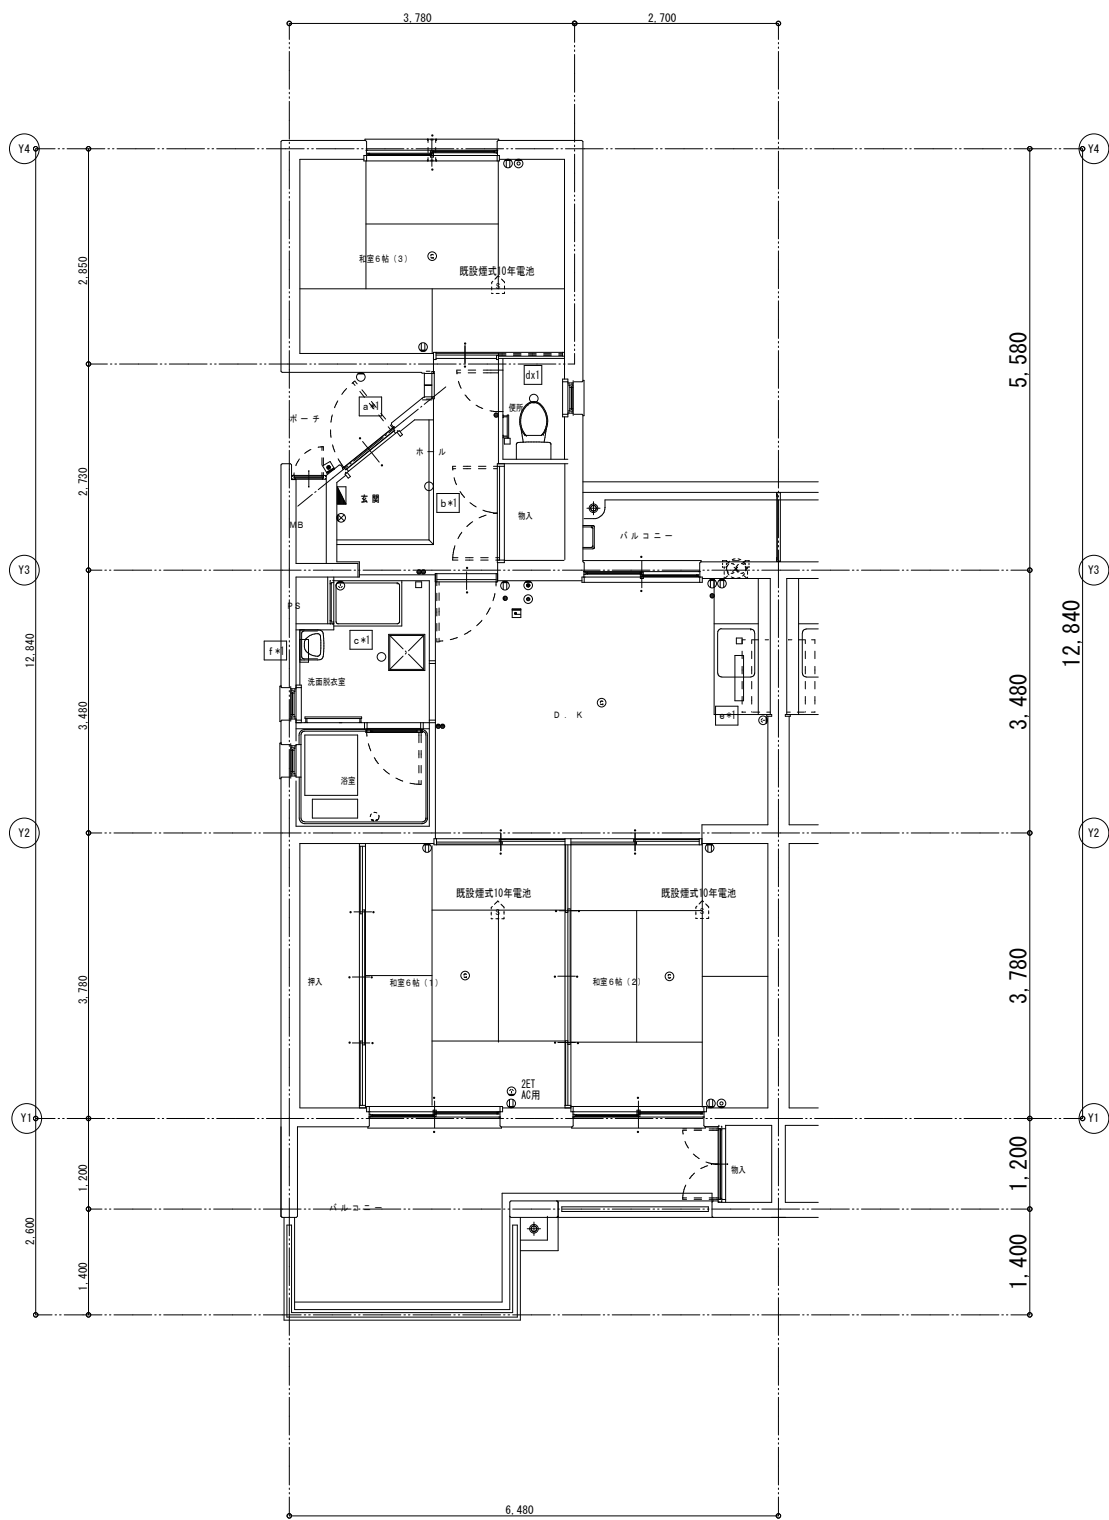 3,780
2,700
Y4
Y4
和室6帖(3)
既設煙式10年電池
S
2,850
5,580
dx1
便所
a*1
ポーチ
ホール
2,730
玄関
b*1
物入
MB
バルコニー
Y3
Y3
PS
c*1
f*1
12,840
12,840
洗面脱衣室
D.K
e*1
3,480
3,480
浴室
Y2
Y2
既設煙式10年電池
既設煙式10年電池
S
S
押入
和室6帖(1)
和室6帖(2)
3,780
3,780
2ET
AC用
Y1
Y1
物入
1,200
1,200
バルコニー
2,600
1,400
1,400
6,480